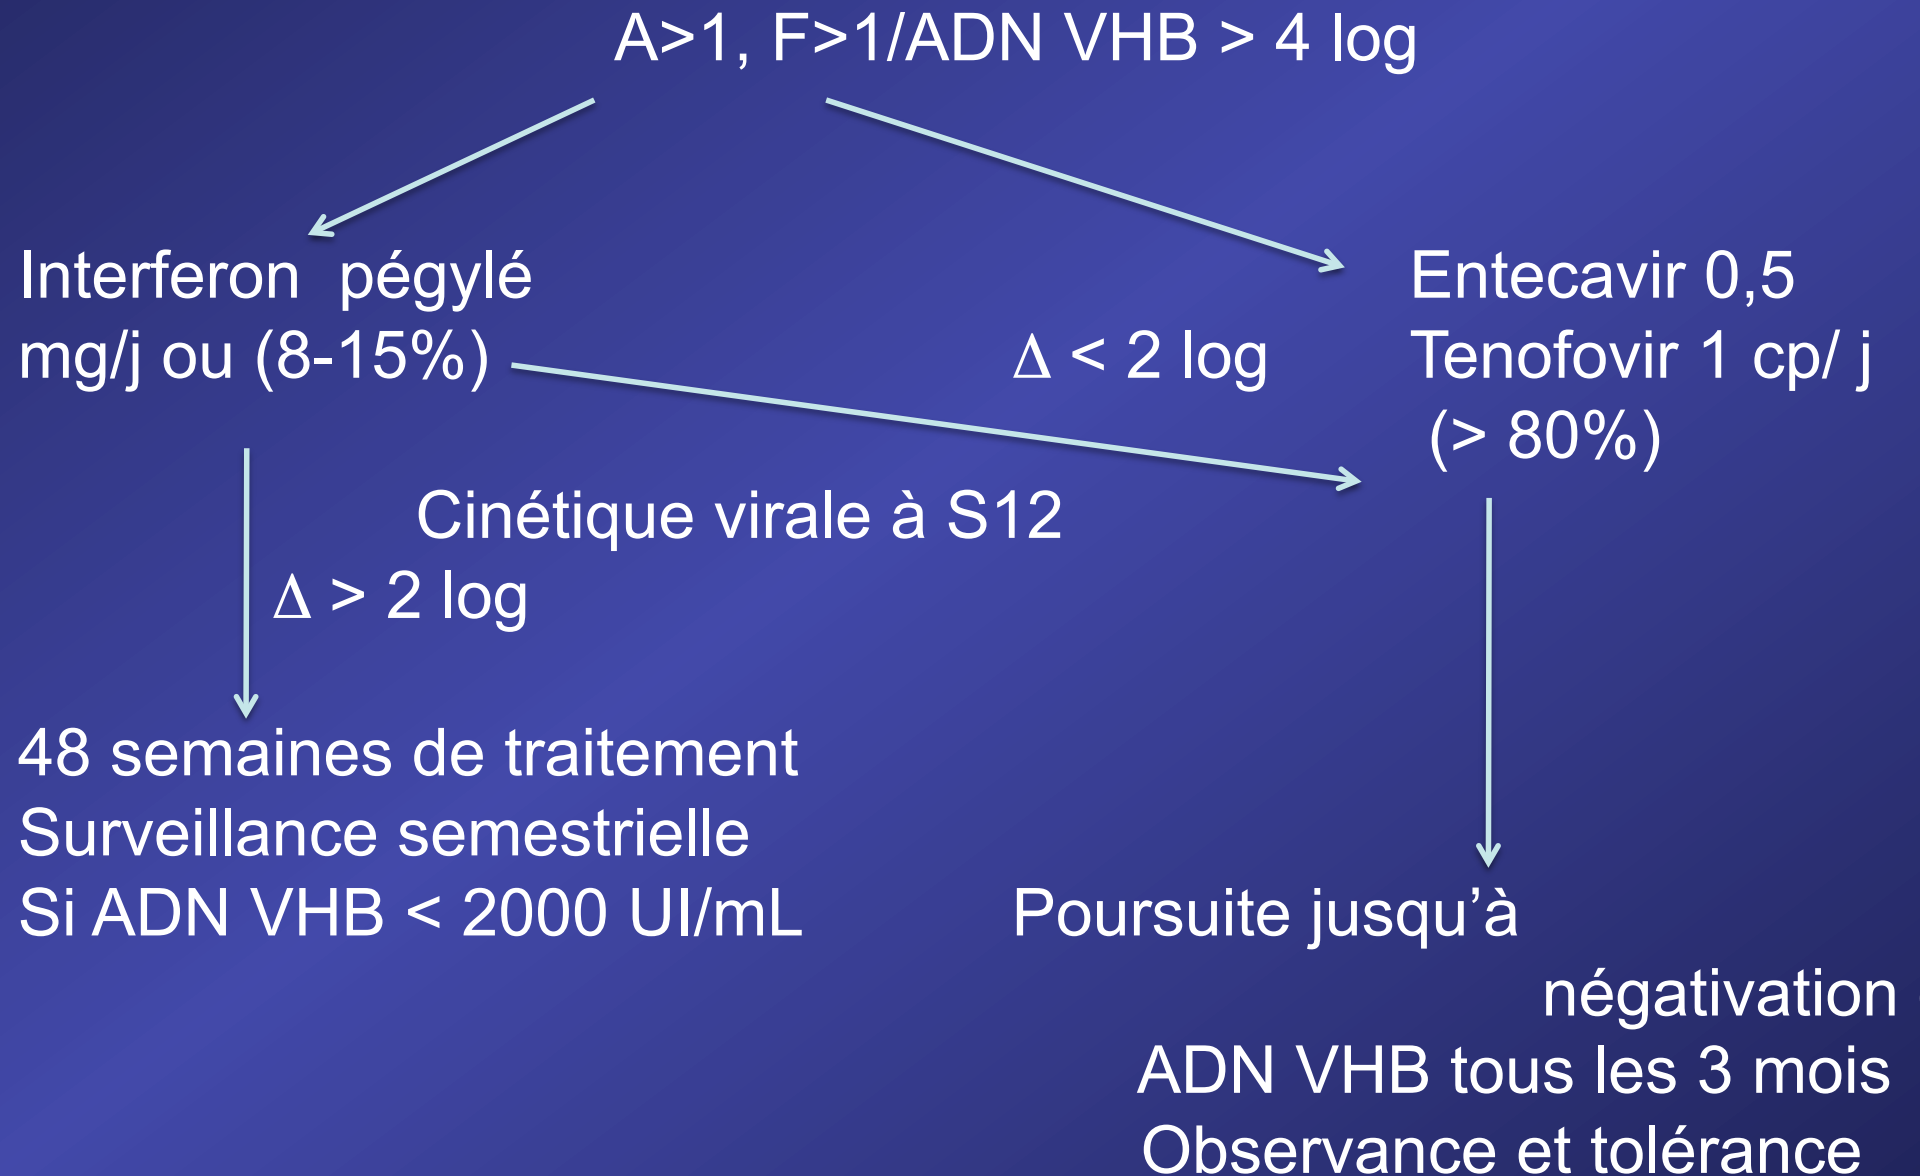 A>1, F>1/ADN VHB > 4 log
Interferon pégylé
mg/j ou (8-15%)
Entecavir 0,5
Δ < 2 log
Tenofovir 1 cp/ j
(> 80%)
Cinétique virale à S12
Δ > 2 log
48 semaines de traitement
Surveillance semestrielle
Si ADN VHB < 2000 UI/mL
Poursuite jusqu’à
négativation
ADN VHB tous les 3 mois
Observance et tolérance